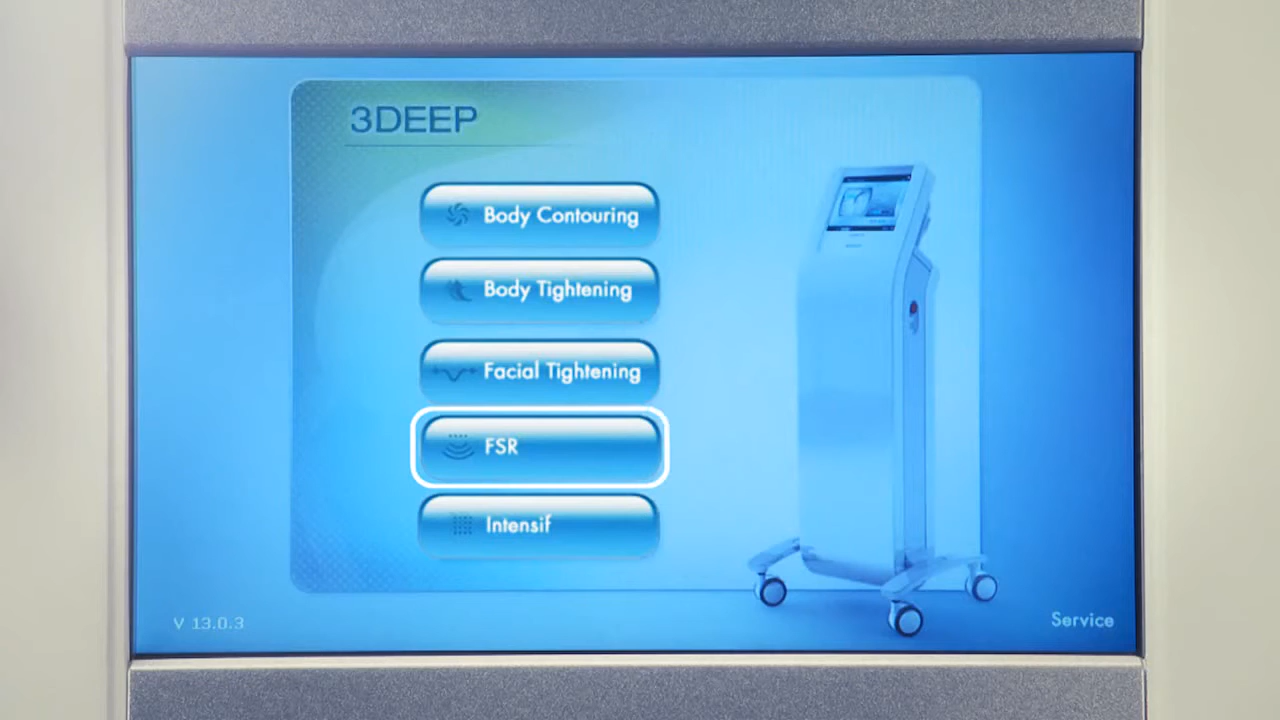 3DEEP
Body Contouring
Body Tightening
Facial Tightening
FSR
Intensif
V 13.0.3
Service